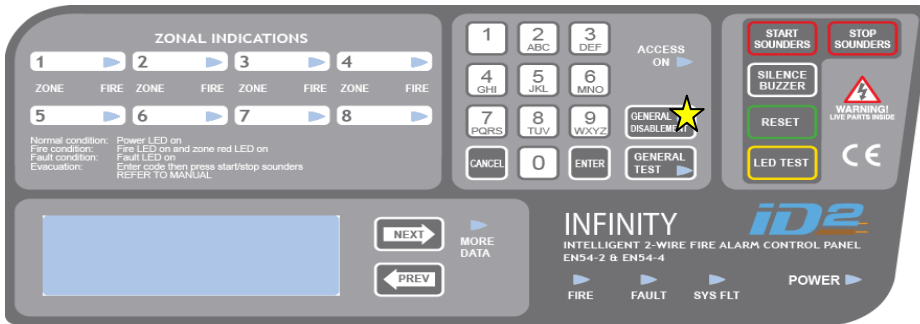 ZONAL INDICATIONS
1 2 3 4
ZONE FIRE ZONE FIRE ZONE FIRE ZONE FIRE
5 6 7 8
Normal condition: Power LED on
Fire condition: Fire LED on and zone red LED on
Fault condition: Fault LED on
Evacuation: Enter code then press start/stop sounders
REFER TO MANUAL
1
2 ABC
3 DEF
4 GHI
5 JKL
6 MNO
7 PQRS
8 TUV
9 WXYZ
CANCEL
0
ENTER
ACCESS
ON
GENERAL
DISABLEMENT
GENERAL
TEST
START
SOUNDERS
STOP
SOUNDERS
SILENCE
BUZZER
RESET
LED TEST
WARNING!
LIVE PARTS INSIDE
CE
NEXT
PREV
MORE
DATA
INFINITY
iD2
INTELLIGENT 2-WIRE FIRE ALARM CONTROL PANEL
EN54-2 & EN54-4
FIRE FAULT SYS FLT POWER